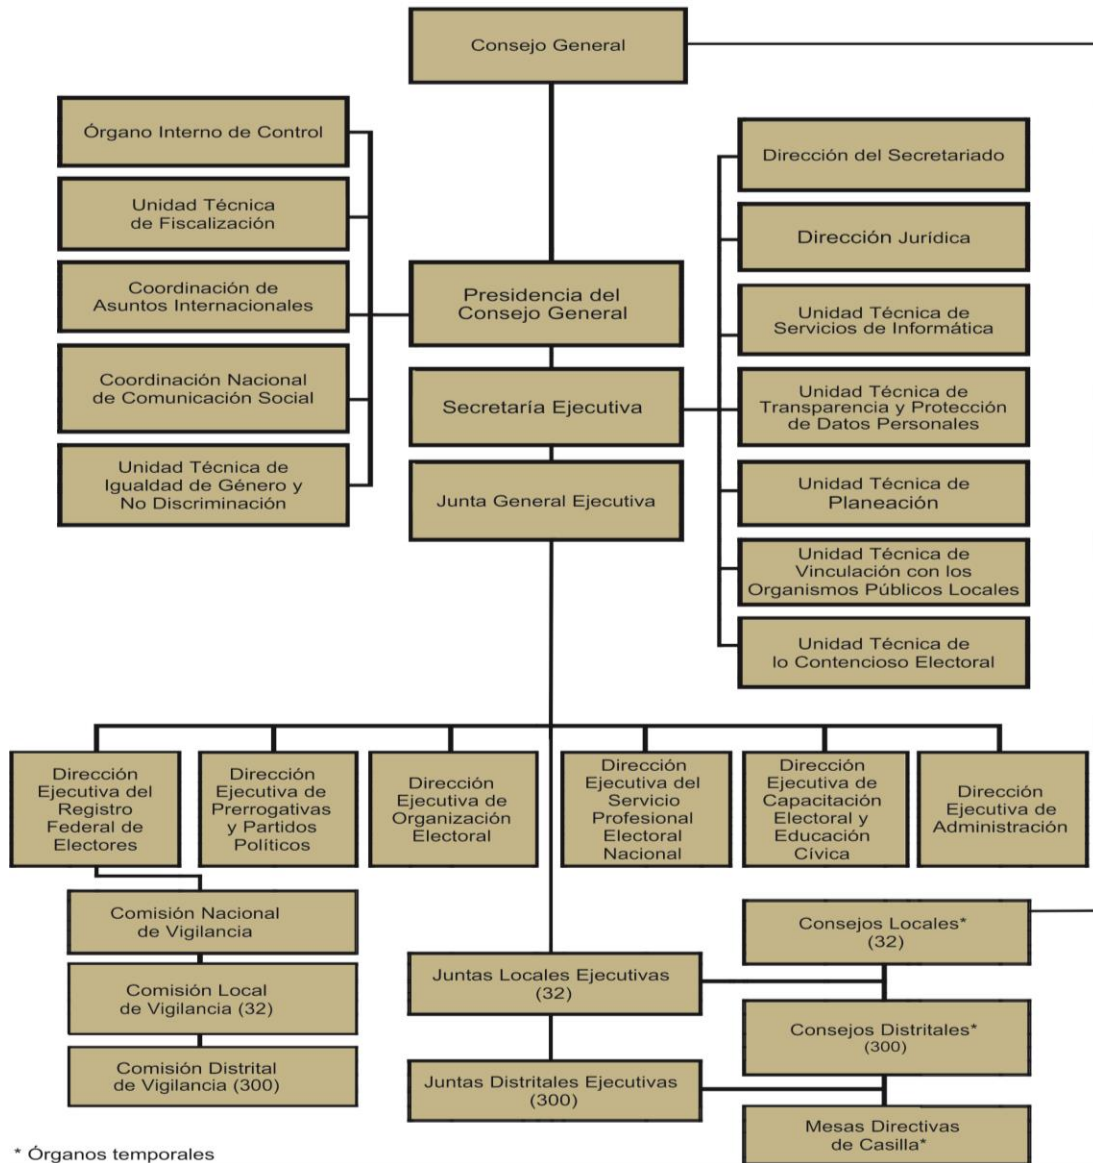 Consejo General
Órgano Interno de Control
Unidad Técnica
de Fiscalización
Coordinación de
Asuntos Internacionales
Coordinación Nacional
de Comunicación Social
Unidad Técnica de
Igualdad de Género y
No Discriminación
Presidencia del
Consejo General
Secretaría Ejecutiva
Junta General Ejecutiva
Dirección del Secretariado
Dirección Jurídica
Unidad Técnica de
Servicios de Informática
Unidad Técnica de
Transparencia y Protección
de Datos Personales
Unidad Técnica de
Planeación
Unidad Técnica de
Vinculación con los
Organismos Públicos Locales
Unidad Técnica de
lo Contencioso Electoral
Dirección
Ejecutiva del
Registro
Federal de
Electores
Dirección
Ejecutiva de
Prerrogativas
y Partidos
Políticos
Dirección
Ejecutiva de
Organización
Electoral
Dirección
Ejecutiva del
Servicio
Profesional
Electoral
Nacional
Dirección
Ejecutiva de
Capacitación
Electoral y
Educación
Cívica
Dirección
Ejecutiva de
Administración
Comisión Nacional
de Vigilancia
Comisión Local
de Vigilancia (32)
Comisión Distrital
de Vigilancia (300)
Juntas Locales Ejecutivas
(32)
Juntas Distritales Ejecutivas
(300)
Consejos Locales*
(32)
Consejos Distritales*
(300)
Mesas Directivas
de Casilla*
* Órganos temporales